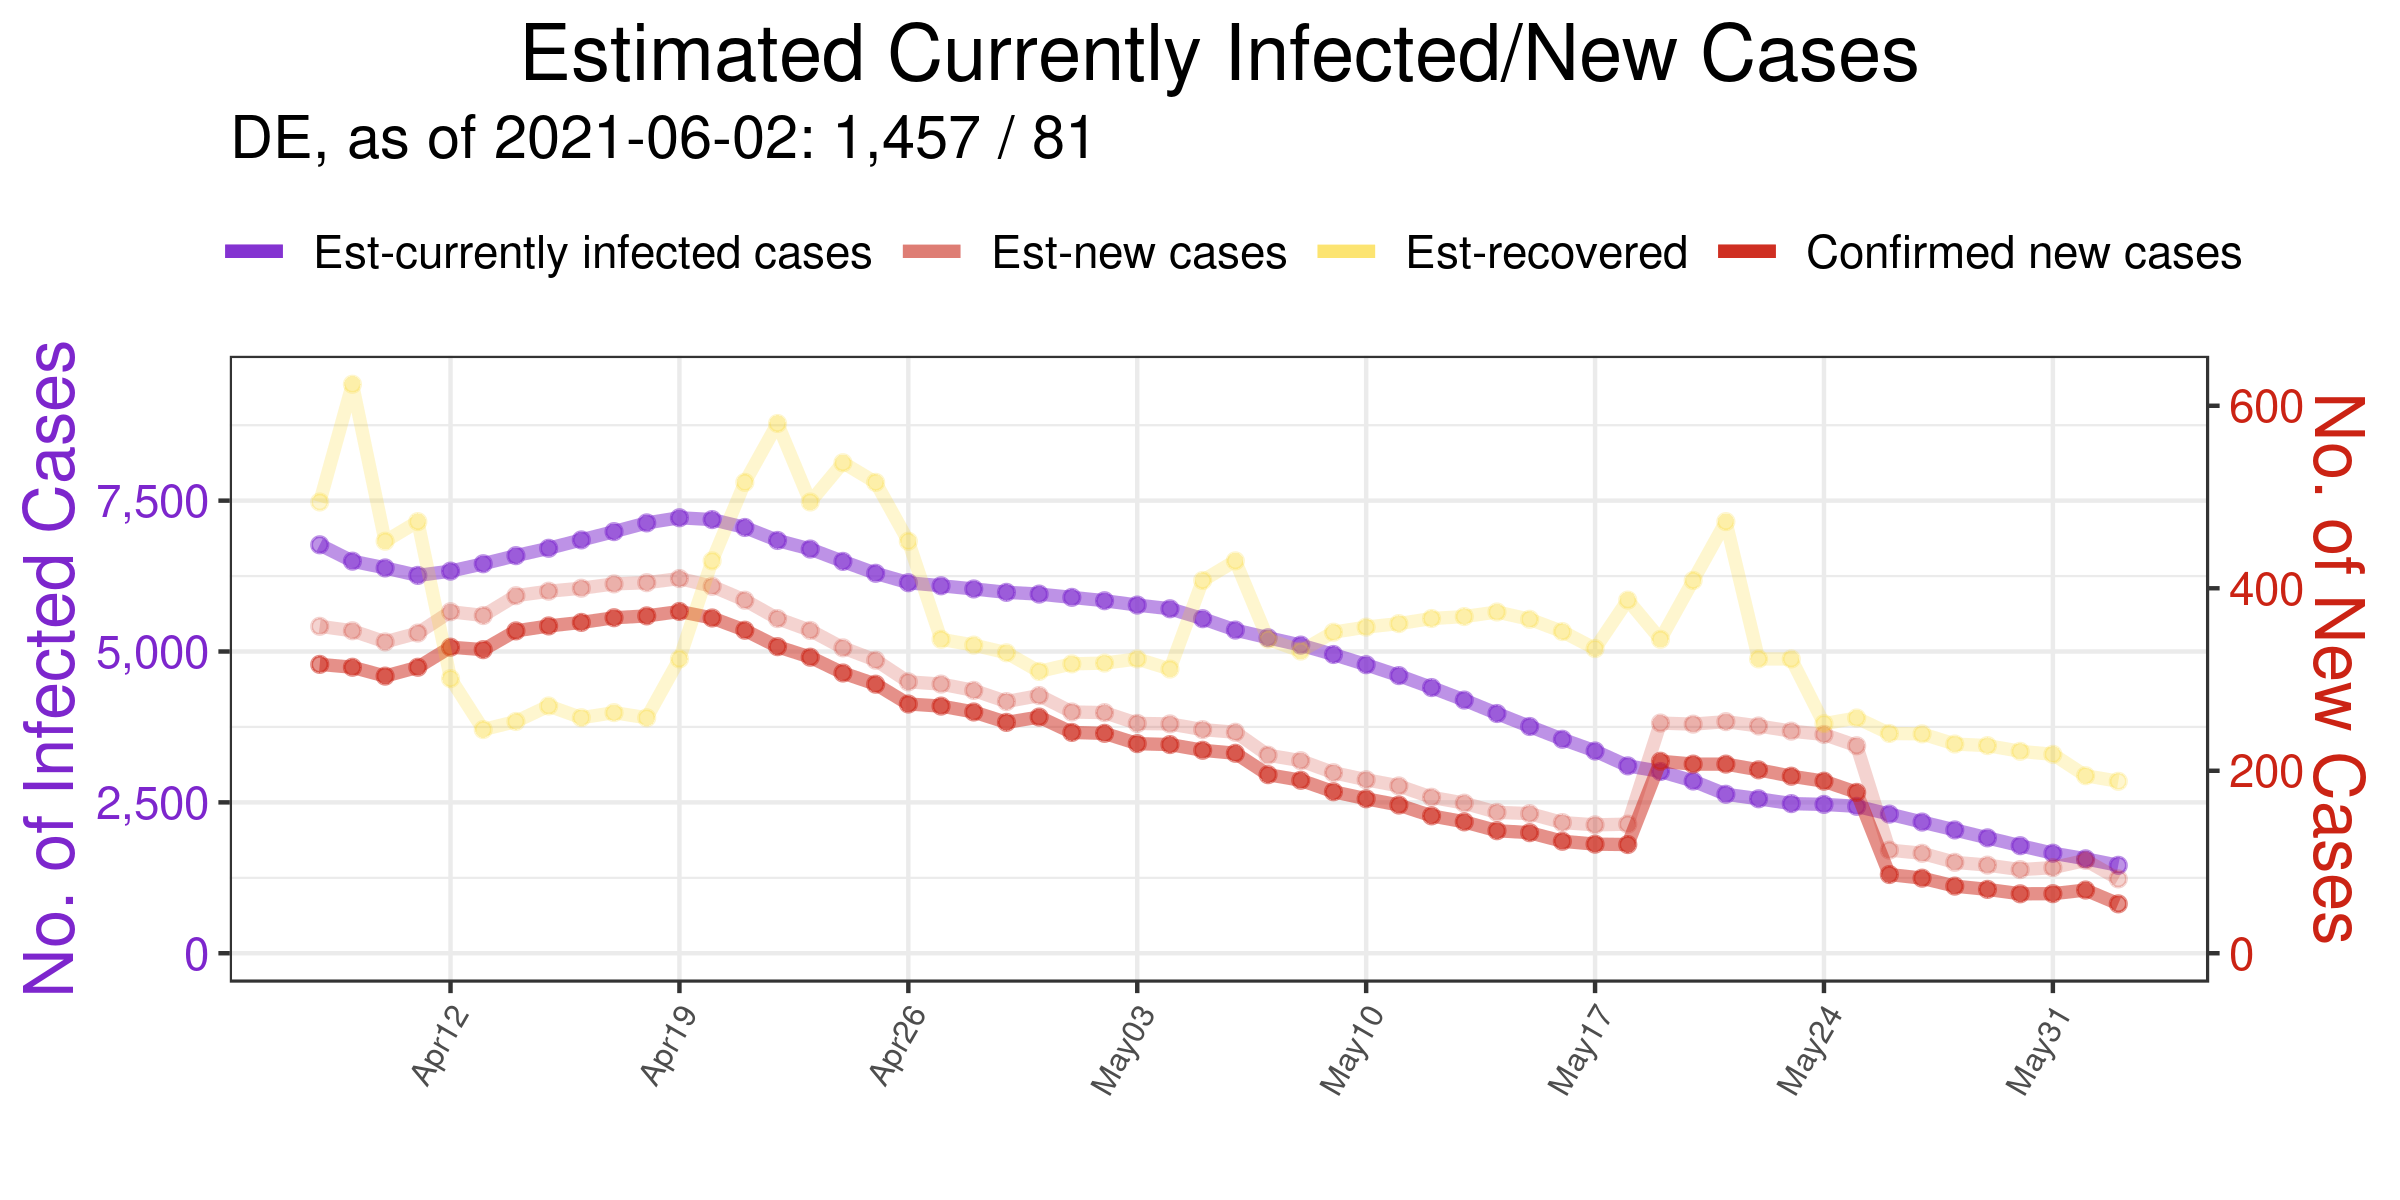 Estimated Currently Infected/New Cases
DE, as of 2021-06-02: 1,457 / 81
Est-currently infected cases Est-new cases Est-recovered Confirmed new cases
No. of Infected Cases
7,500
5,000
2,500
0
600
400
200
0
No. of New Cases
Apr12 Apr19 Apr26 May03 May10 May17 May24 May31